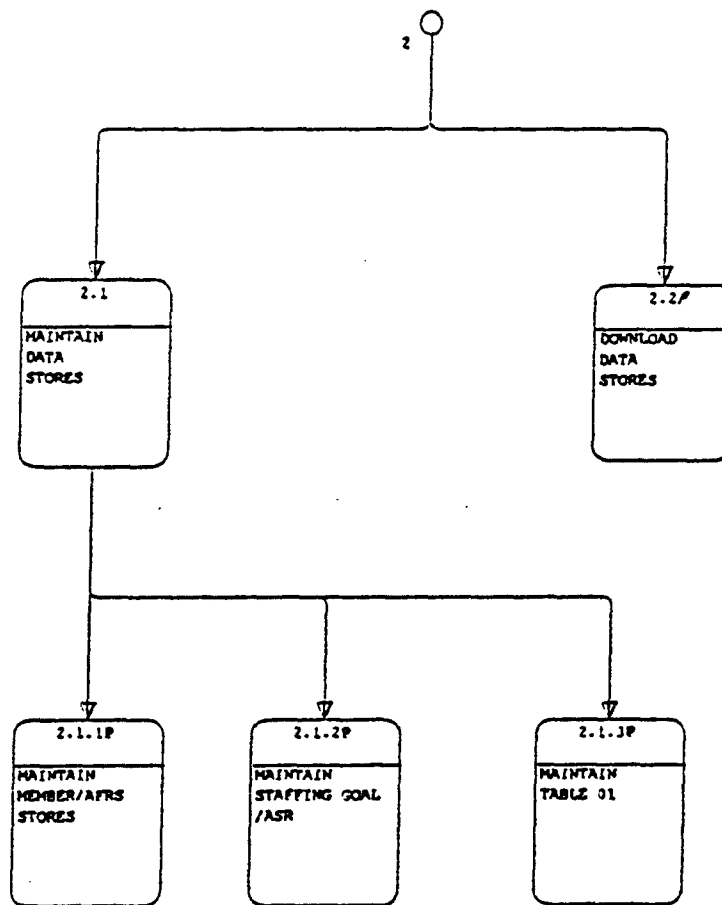 2
2.1
MAINTAIN
DATA
STORES
2.2P
DOWNLOAD
DATA
STORES
2.1.1P
MAINTAIN
MEMBER/AFRS
STORES
2.1.2P
MAINTAIN
STAFFING GOAL
/ASR
2.1.3P
MAINTAIN
TABLE 01